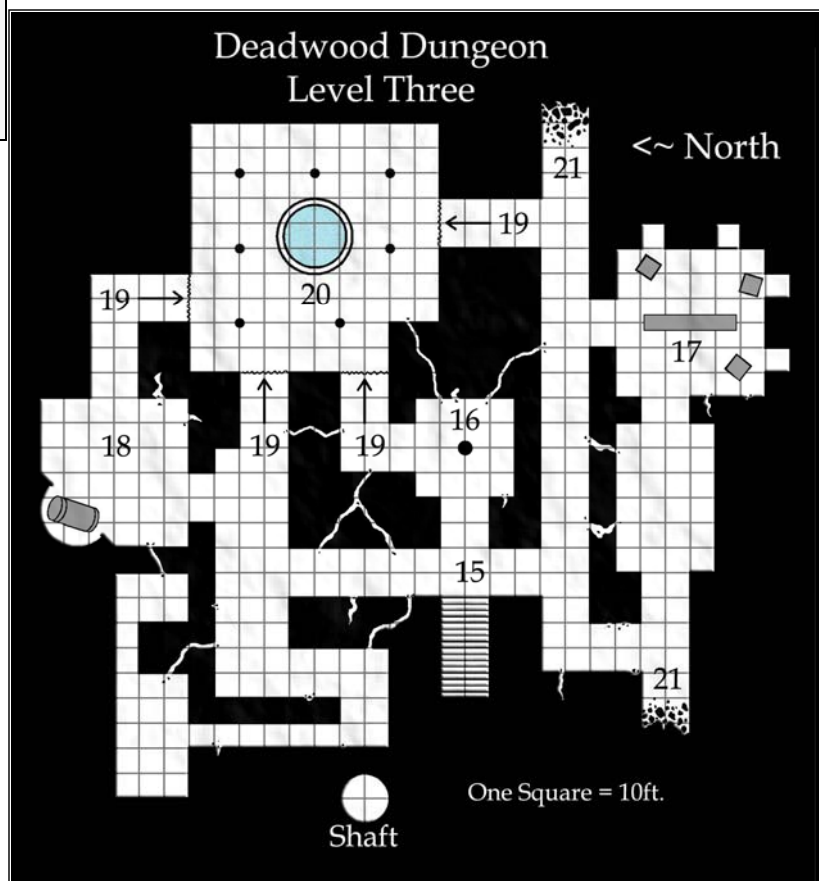 Deadwood Dungeon
Level Three
<~ North
21
19
19
20
17
16
18
19
19
15
21
One Square = 10ft.
Shaft